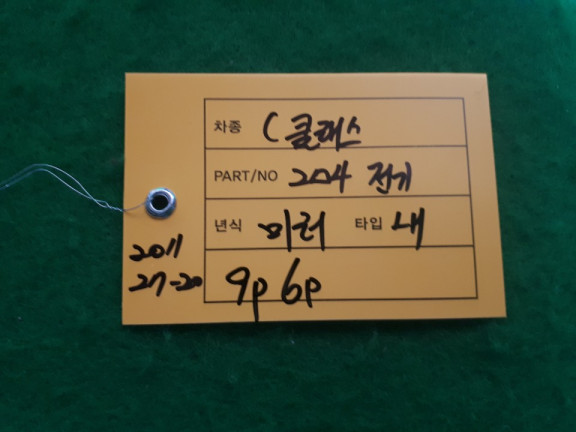 차종 C클래스
PART/NO 204 전기
년식 미러 타입 내
2011
27-20
9p 6p